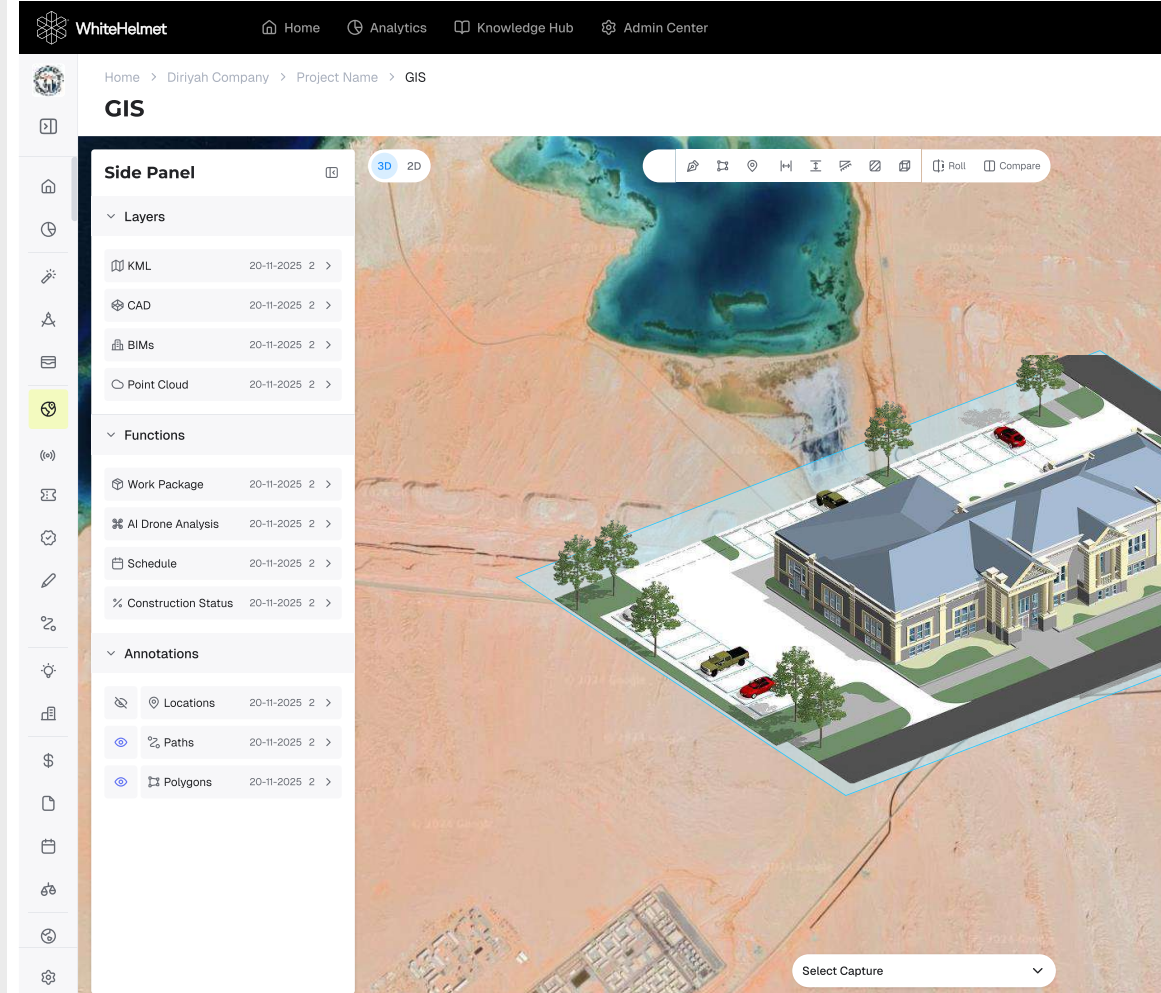 WhiteHelmet
Home
Analytics
Knowledge Hub
Admin Center
Home > Diriyah Company > Project Name > GIS
GIS
Side Panel
3D 2D
Roll
Compare
Layers
KML 20-11-2025 2
CAD 20-11-2025 2
BIMs 20-11-2025 2
Point Cloud 20-11-2025 2
Functions
Work Package 20-11-2025 2
AI Drone Analysis 20-11-2025 2
Schedule 20-11-2025 2
Construction Status 20-11-2025 2
Annotations
Locations 20-11-2025 2
Paths 20-11-2025 2
Polygons 20-11-2025 2
Select Capture